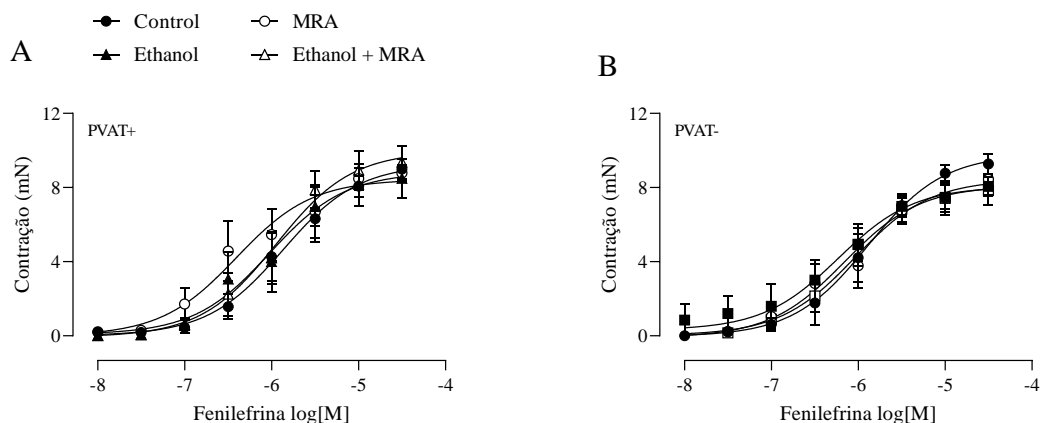 Control
MRA
Ethanol
Ethanol + MRA
A
PVAT+
12
8
4
0
Contração (mN)
-8 -7 -6 -5 -4
Fenilefrina log[M]
B
PVAT-
12
8
4
0
Contração (mN)
-8 -7 -6 -5 -4
Fenilefrina log[M]